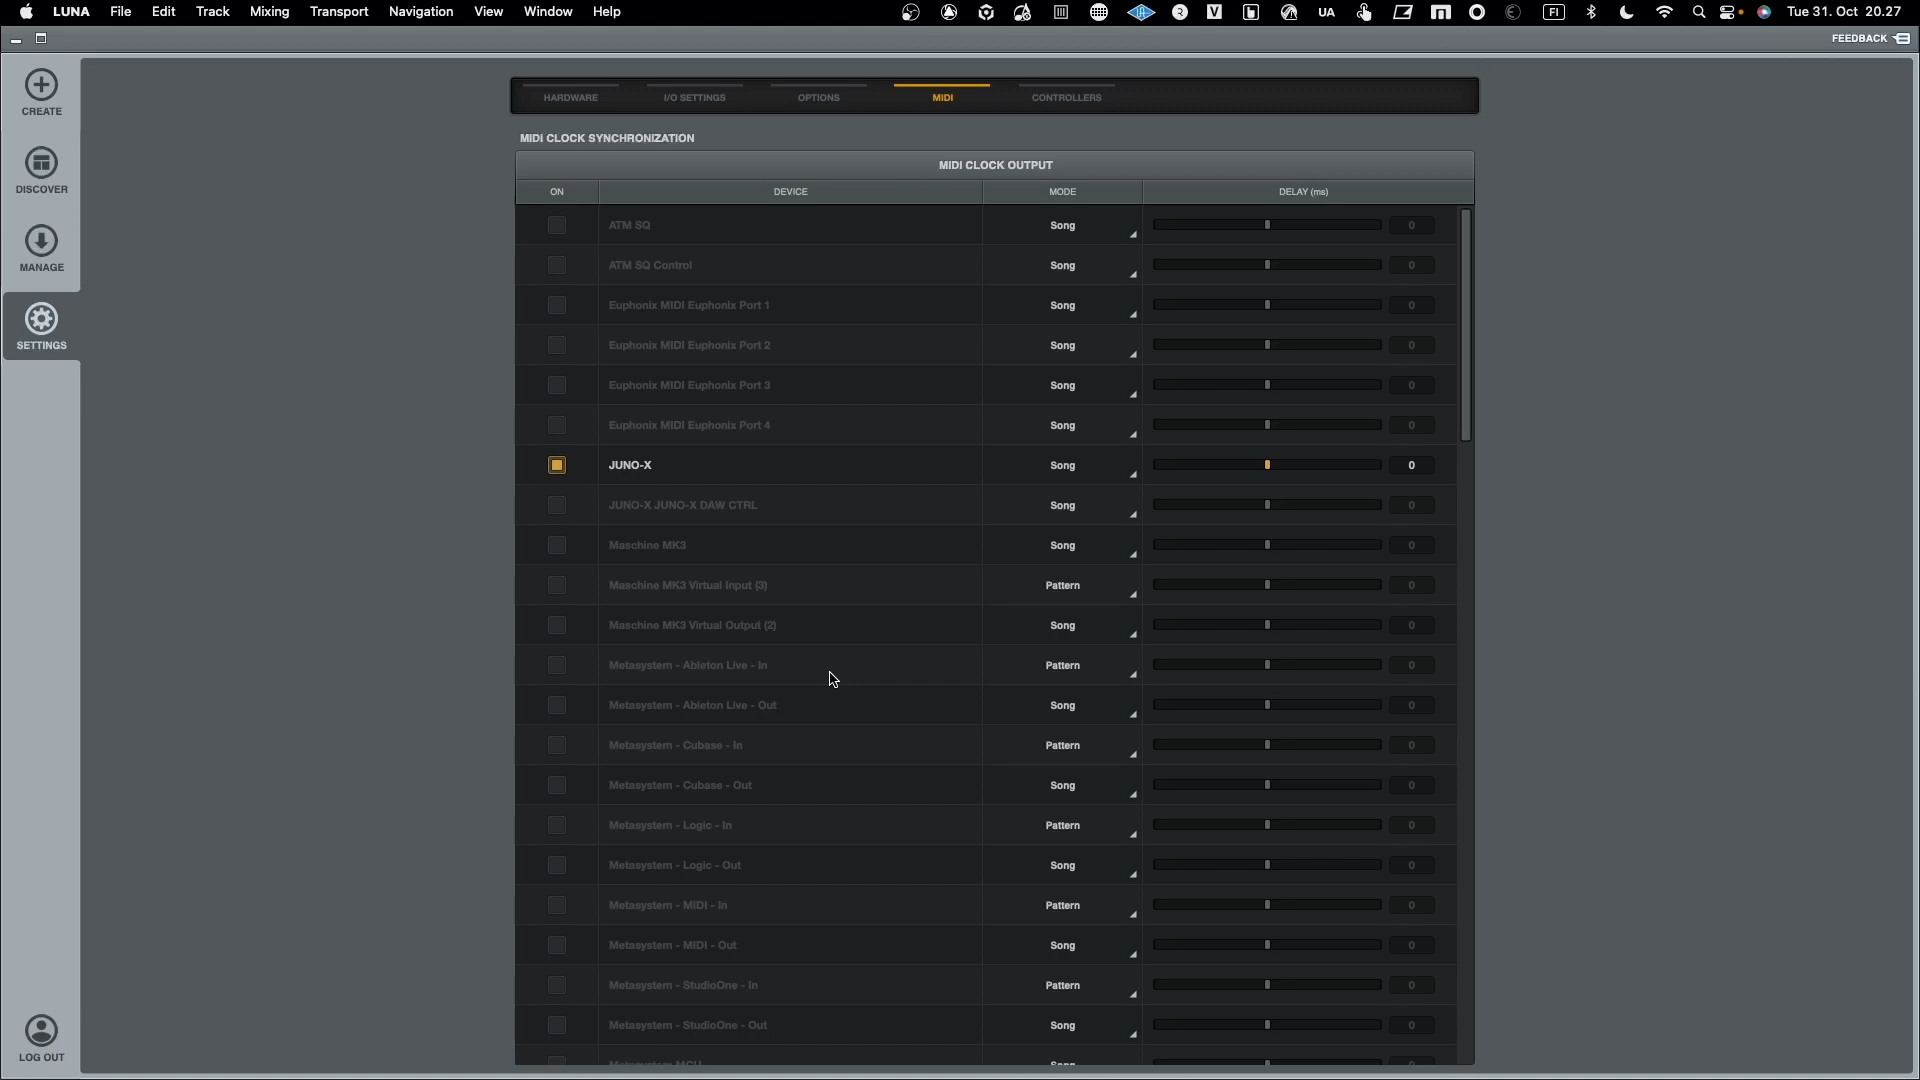 LUNA File Edit Track Mixing Transport Navigation View Window Help UA FI Tue 31. Oct 20.27
FEEDBACK
CREATE
DISCOVER
MANAGE
SETTINGS
LOG OUT
HARDWARE I/O SETTINGS OPTIONS MIDI CONTROLLERS
MIDI CLOCK SYNCHRONIZATION
MIDI CLOCK OUTPUT
ON DEVICE MODE DELAY (ms)
ATM SQ Song 0
ATM SQ Control Song 0
Euphonix MIDI Euphonix Port 1 Song 0
Euphonix MIDI Euphonix Port 2 Song 0
Euphonix MIDI Euphonix Port 3 Song 0
Euphonix MIDI Euphonix Port 4 Song 0
JUNO-X Song 0
JUNO-X JUNO-X DAW CTRL Song 0
Maschine MK3 Song 0
Maschine MK3 Virtual Input (3) Pattern 0
Maschine MK3 Virtual Output (2) Song 0
Metasystem - Ableton Live - In Pattern 0
Metasystem - Ableton Live - Out Song 0
Metasystem - Cubase - In Pattern 0
Metasystem - Cubase - Out Song 0
Metasystem - Logic - In Pattern 0
Metasystem - Logic - Out Song 0
Metasystem - MIDI - In Pattern 0
Metasystem - MIDI - Out Song 0
Metasystem - StudioOne - In Pattern 0
Metasystem - StudioOne - Out Song 0